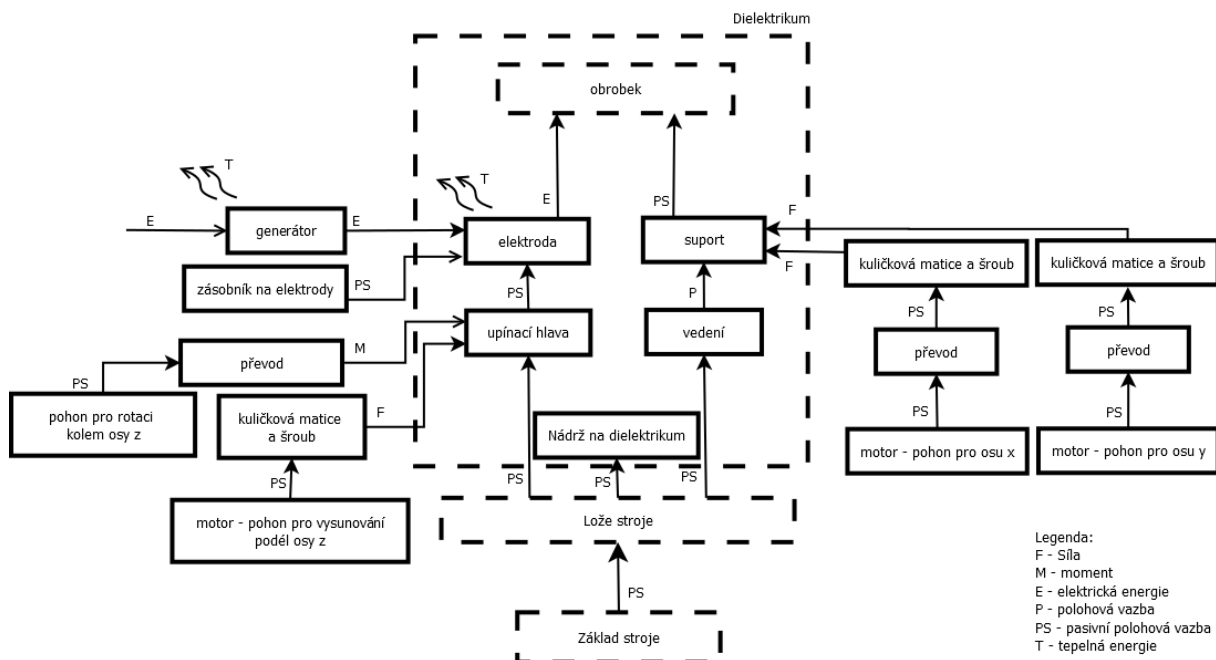 Dielektrikum
obrobek
T
T
E
generátor
E
E
PS
F
elektroda
suport
F
kuličková matice a šroub
kuličková matice a šroub
zásobník na elektrody
PS
PS
P
PS
PS
upínací hlava
vedení
převod
M
převod
převod
PS
pohon pro rotaci
kolem osy z
kuličková matice
a šroub
F
PS
PS
Nádrž na dielektrikum
motor - pohon pro osu x
motor - pohon pro osu y
PS
PS
PS
PS
motor - pohon pro vysunování
podél osy z
Lože stroje
PS
Základ stroje
Legenda:
F - Síla
M - moment
E - elektrická energie
P - polohová vazba
PS - pasivní polohová vazba
T - tepelná energie